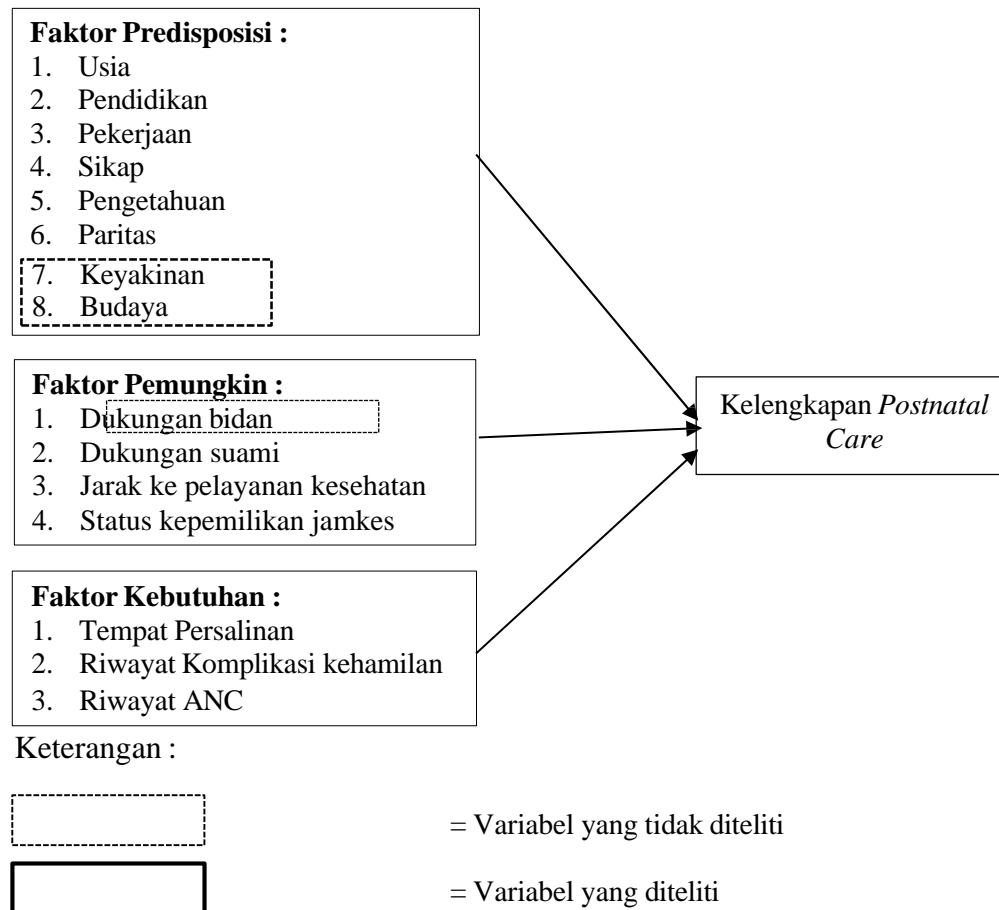 Faktor Predisposisi :
1. Usia
2. Pendidikan
3. Pekerjaan
4. Sikap
5. Pengetahuan
6. Paritas
7. Keyakinan
8. Budaya
Faktor Pemungkin :
1. Dukungan bidan
2. Dukungan suami
3. Jarak ke pelayanan kesehatan
4. Status kepemilikan jamkes
Kelengkapan Postnatal
Care
Faktor Kebutuhan :
1. Tempat Persalinan
2. Riwayat Komplikasi kehamilan
3. Riwayat ANC
Keterangan :
= Variabel yang tidak diteliti
= Variabel yang diteliti